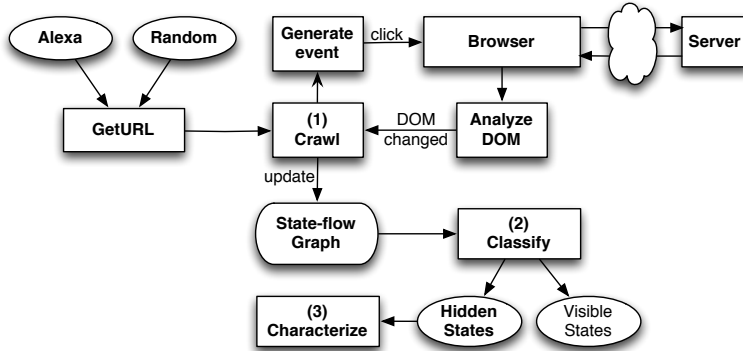 Alexa
Random
Generate
event
click
Browser
Server
GetURL
(1)
Crawl
DOM
changed
Analyze
DOM
update
State-flow
Graph
(2)
Classify
(3)
Characterize
Hidden
States
Visible
States